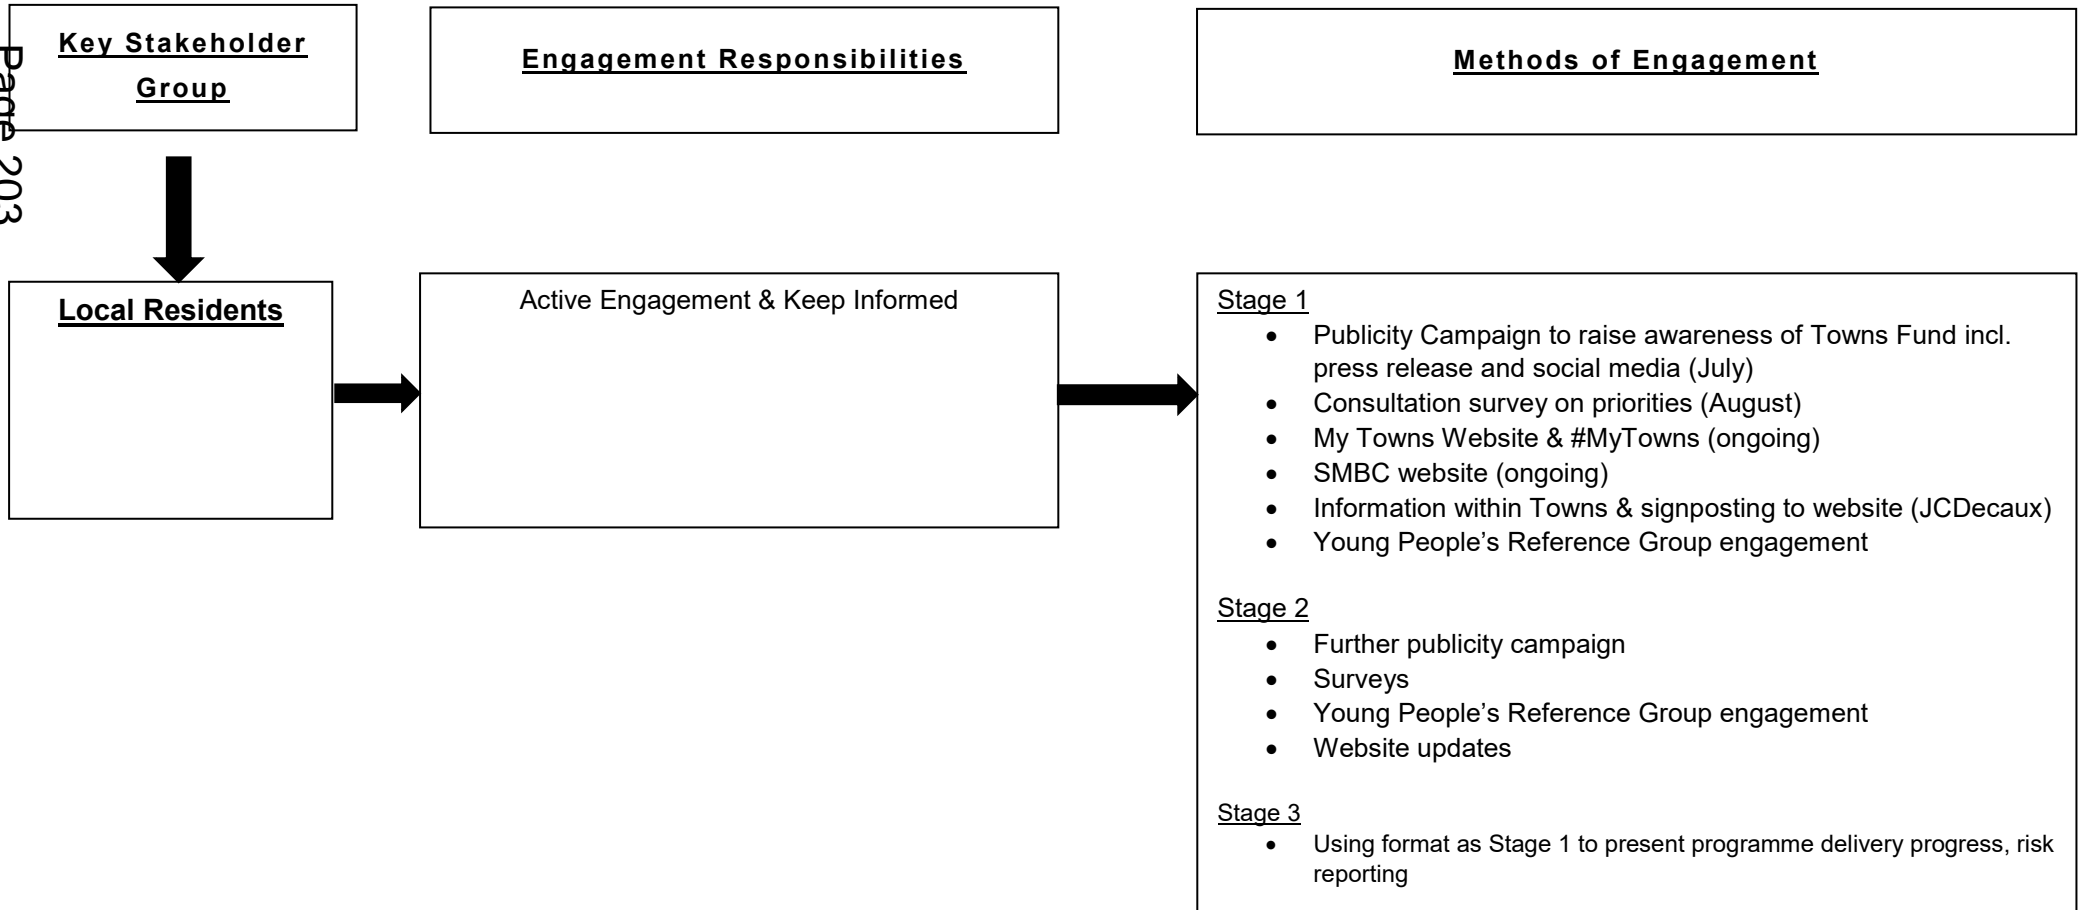 Page 203
Key Stakeholder
Group
Engagement Responsibilities
Methods of Engagement
Local Residents
Active Engagement & Keep Informed
Stage 1
• Publicity Campaign to raise awareness of Towns Fund incl.
press release and social media (July)
• Consultation survey on priorities (August)
• My Towns Website & #MyTowns (ongoing)
• SMBC website (ongoing)
• Information within Towns & signposting to website (JCDecaux)
• Young People’s Reference Group engagement
Stage 2
• Further publicity campaign
• Surveys
• Young People’s Reference Group engagement
• Website updates
Stage 3
• Using format as Stage 1 to present programme delivery progress, risk
reporting